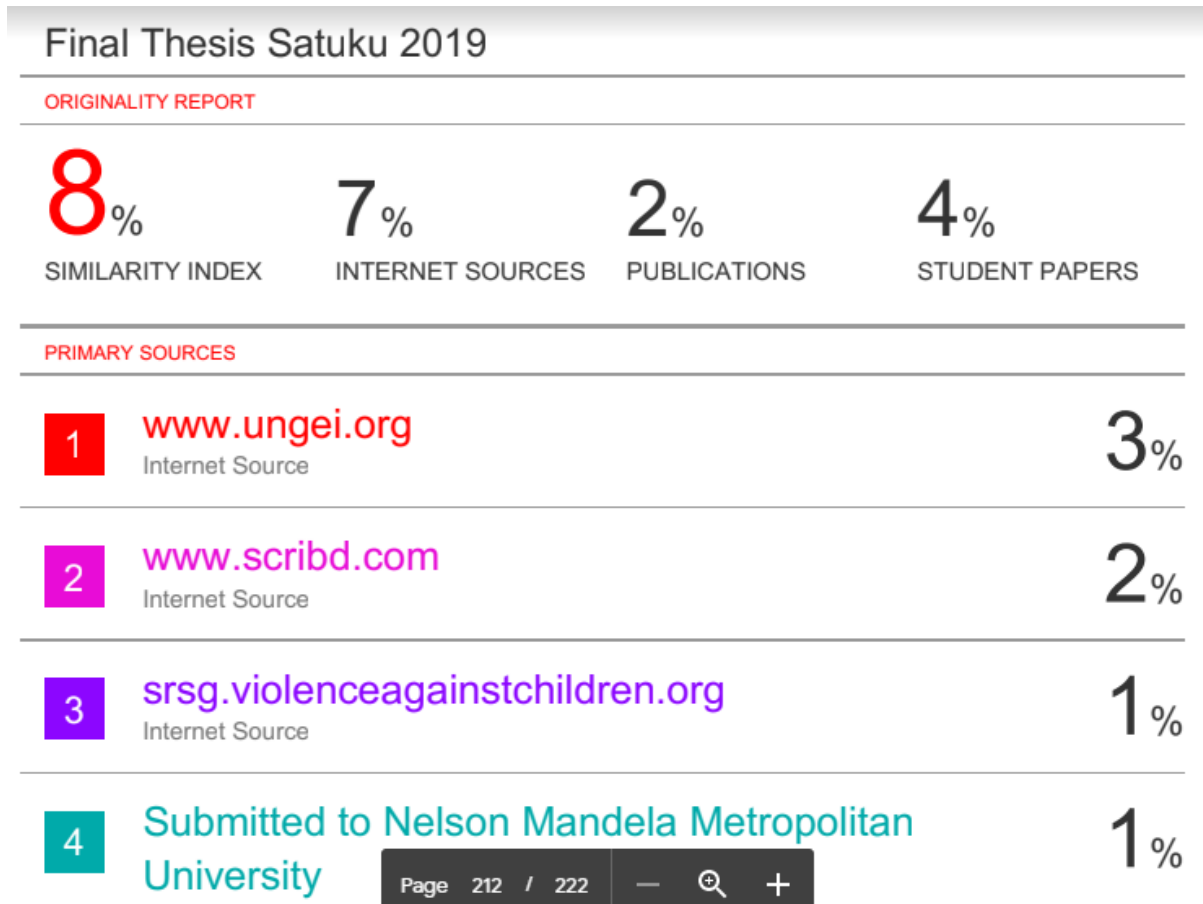 Final Thesis Satuku 2019
ORIGINALITY REPORT
8% 7% 2% 4%
SIMILARITY INDEX INTERNET SOURCES PUBLICATIONS STUDENT PAPERS
PRIMARY SOURCES
1 www.ungei.org 3%
Internet Source
2 www.scribd.com 2%
Internet Source
3 srsg.violenceagainstchildren.org 1%
Internet Source
4 Submitted to Nelson Mandela Metropolitan 1%
University
Page 212 / 222 — +